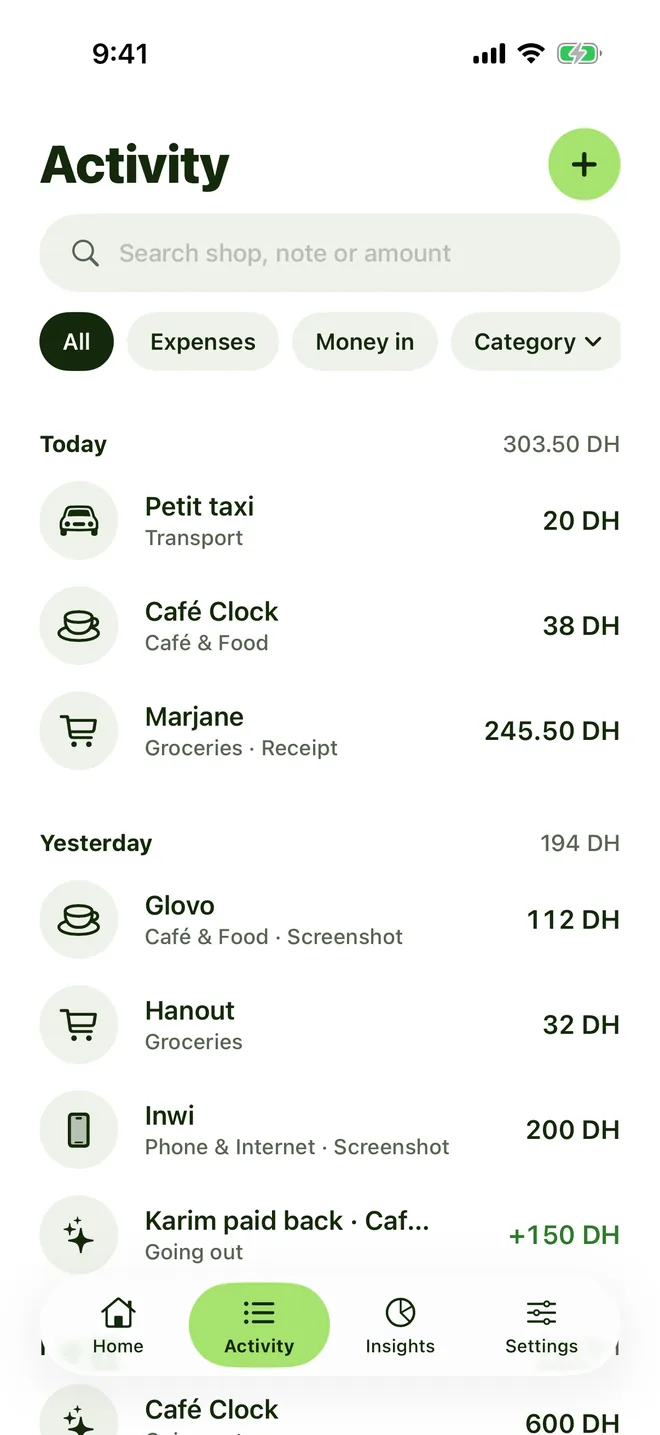 9:41
Activity
Search shop, note or amount
All
Expenses
Money in
Category
Today
303.50 DH
Petit taxi
20 DH
Transport
Café Clock
38 DH
Café & Food
Marjane
245.50 DH
Groceries · Receipt
Yesterday
194 DH
Glovo
112 DH
Café & Food · Screenshot
Hanout
32 DH
Groceries
Inwi
200 DH
Phone & Internet · Screenshot
Karim paid back · Caf...
+150 DH
Going out
Home
Activity
Insights
Settings
Café Clock
600 DH